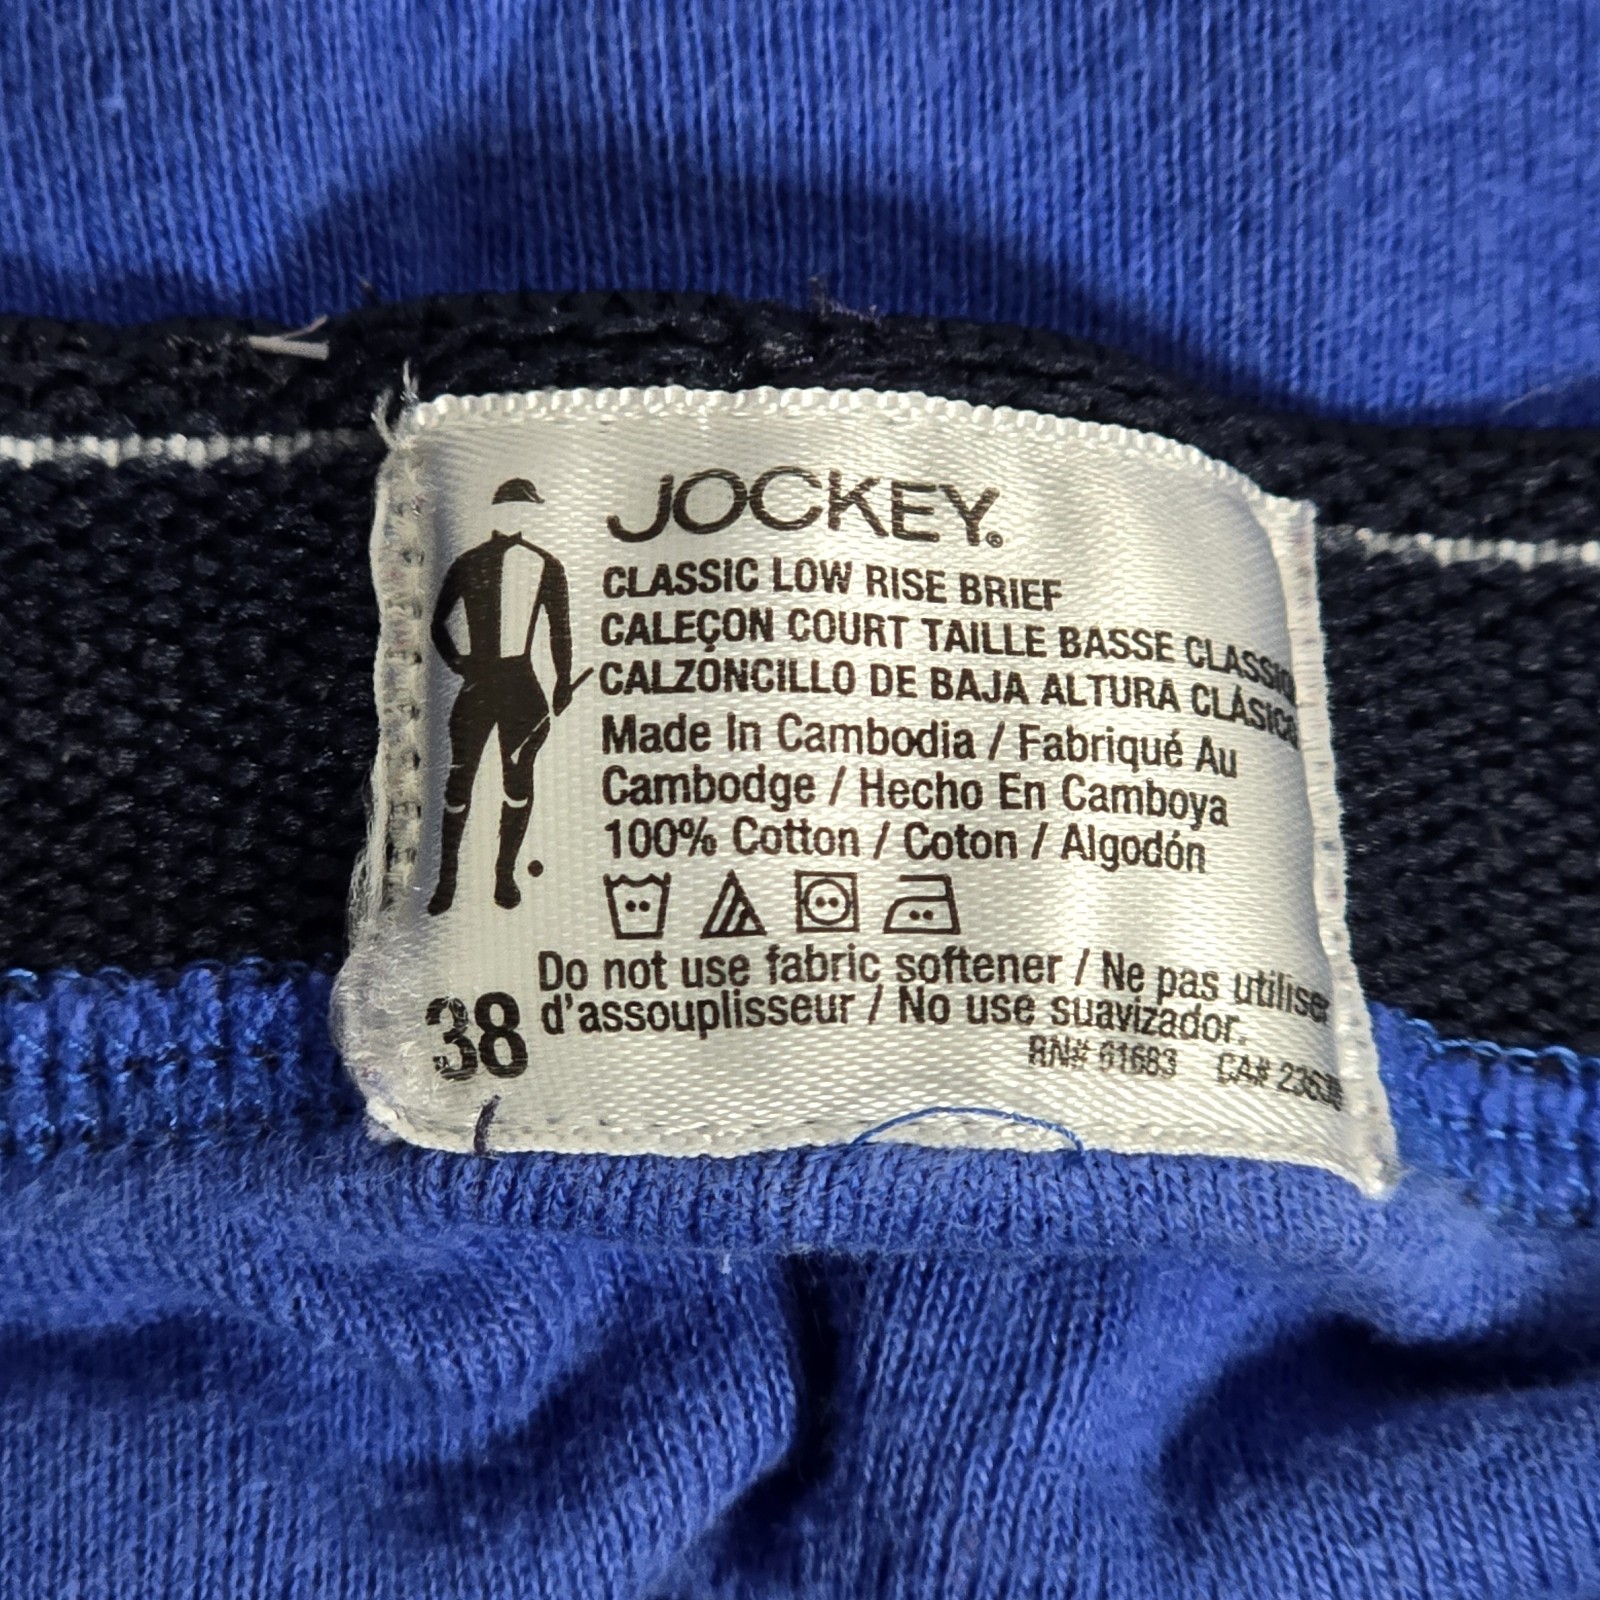 JOCKEY®
CLASSIC LOW RISE BRIEF
CALEÇON COURT TAILLE BASSE
CALZONCILLO DE BAJA ALTURA
Made In Cambodia / Fabriqué Au
Cambodge / Hecho En Camboya
100% Cotton / Coton / Algodón
Do not use fabric softener / Ne pas utiliser
38 d'assouplisseur / No use suavizador.
RN# 61683 CA#